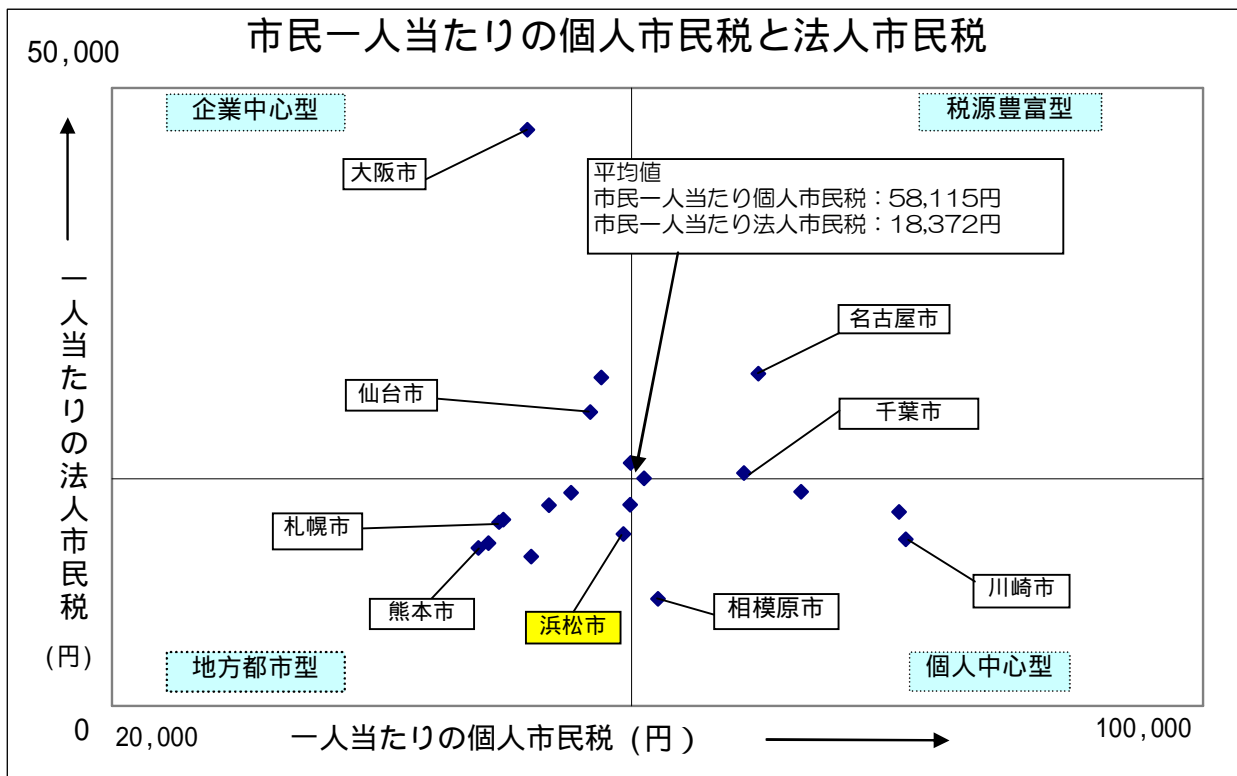 市民一人当たりの個人市民税と法人市民税
50,000
企業中心型
税源豊富型
大阪市
平均値
市民一人当たり個人市民税：58,115円
市民一人当たり法人市民税：18,372円
名古屋市
仙台市
千葉市
一人当たりの法人市民税
(円)
札幌市
熊本市
浜松市
相模原市
川崎市
地方都市型
個人中心型
0
20,000
一人当たりの個人市民税 (円)
100,000